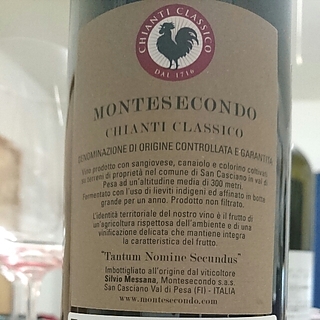 CHIANTI CLASSICO
DAL 1716
MONTESECONDO
CHIANTI CLASSICO
DENOMINAZIONE DI ORIGINE CONTROLLATA E GARANTITA
Vino prodotto con sangiovese, canaiolo e colorino coltivati
su terreni di proprietà nel comune di San Casciano in val di
Pesa ad un'altitudine media di 300 metri.
Fermentato con l'uso di lieviti indigeni ed affinato in botte
grande per un anno. Prodotto non filtrato.
L'identità territoriale del nostro vino è il frutto di
un'agricoltura rispettosa dell'ambiente e di una
vinificazione delicata che mantiene integra
la caratteristica del frutto.
"Tantum Nomine Secundus"
Imbottigliato all'origine dal viticoltore
Silvio Messana, Montesecondo s.a.s.
San Casciano Val di Pesa (FI) - ITALIA
www.montesecondo.com